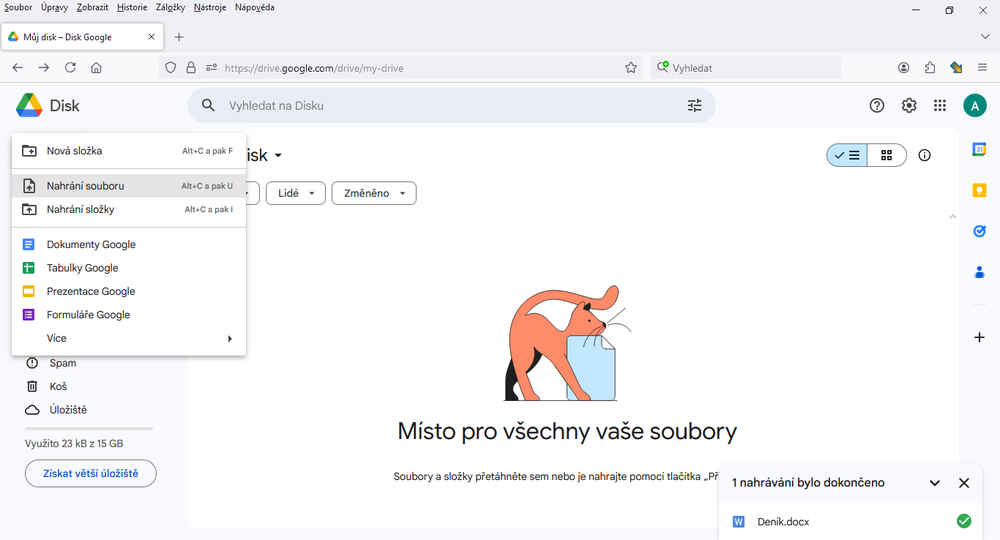 Soubor Úpravy Zobrazit Historie Záložky Nástroje Nápověda
Můj disk – Disk Google
https://drive.google.com/drive/my-drive
Vyhledat
Disk
Vyhledat na Disku
A
Nová složka Alt+C a pak F
Nahrání souboru Alt+C a pak U
Nahrání složky Alt+C a pak I
Dokumenty Google
Tabulky Google
Prezentace Google
Formuláře Google
Více
Spam
Koš
Úložiště
Využito 23 kB z 15 GB
Získat větší úložiště
isk
Lidé
Změněno
31
Místo pro všechny vaše soubory
Soubory a složky přetáhněte sem nebo je nahrajte pomocí tlačítka „Př
1 nahrávání bylo dokončeno
W Deník.docx